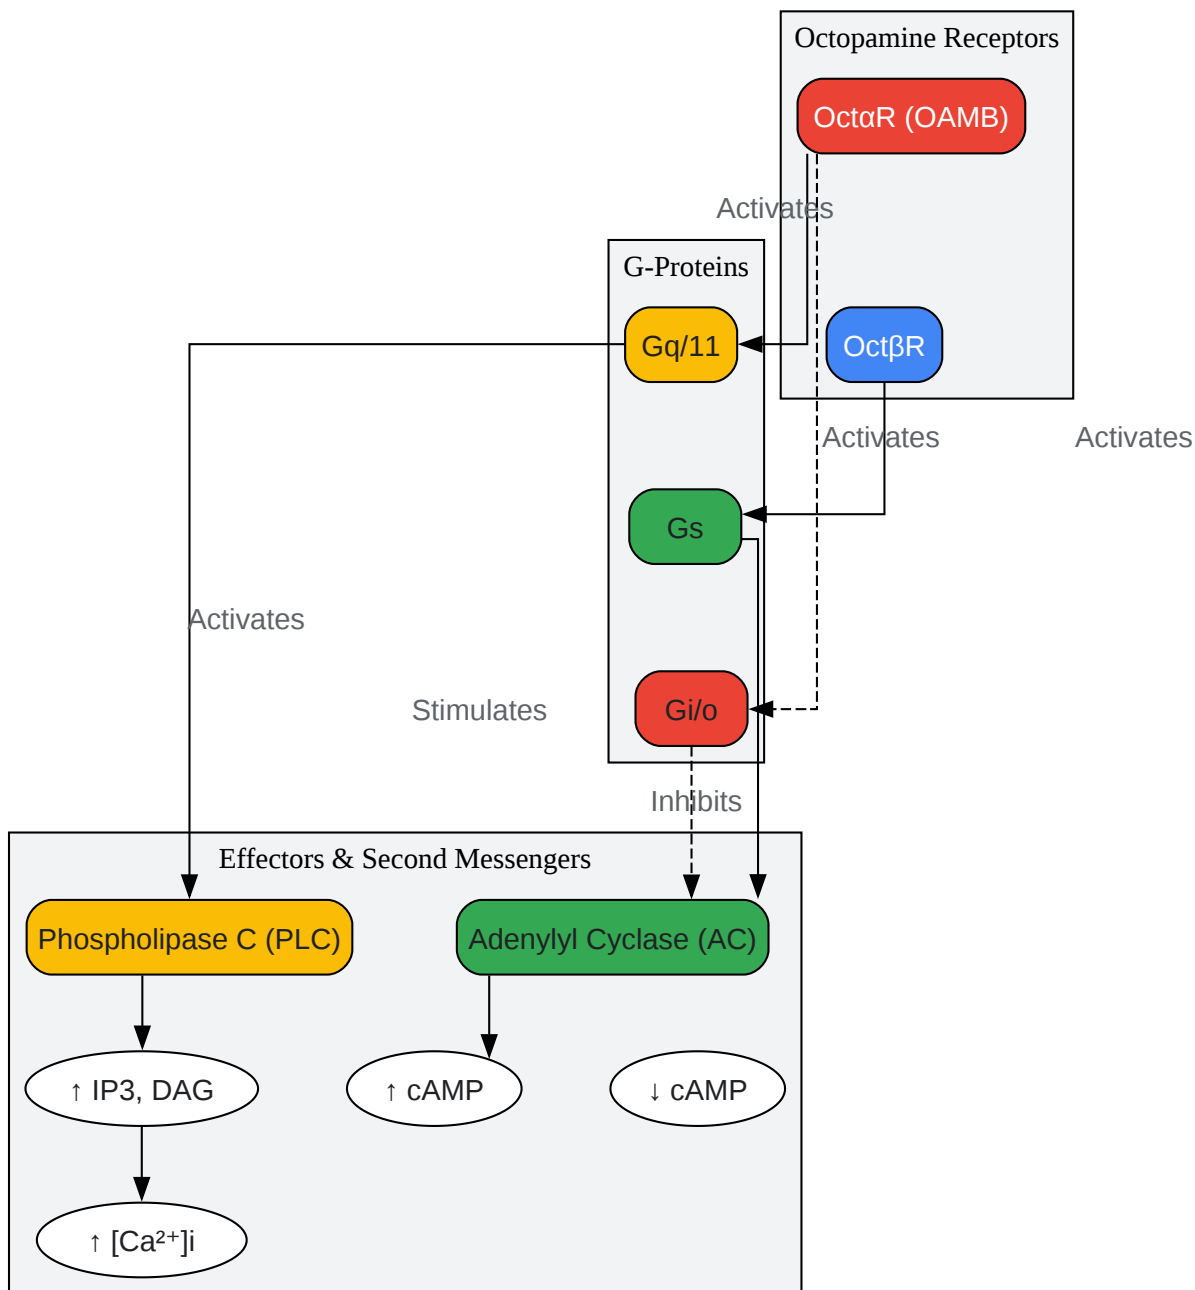 Octopamine Receptors
OctαR (OAMB)
Activates
G-Proteins
Gq/11
OctβR
Activates
Activates
Gs
Activates
Stimulates
Gi/o
Inhibits
Effectors & Second Messengers
Phospholipase C (PLC)
Adenylyl Cyclase (AC)
↑ IP3, DAG
↑ cAMP
↓ cAMP
↑ [Ca²⁺]i